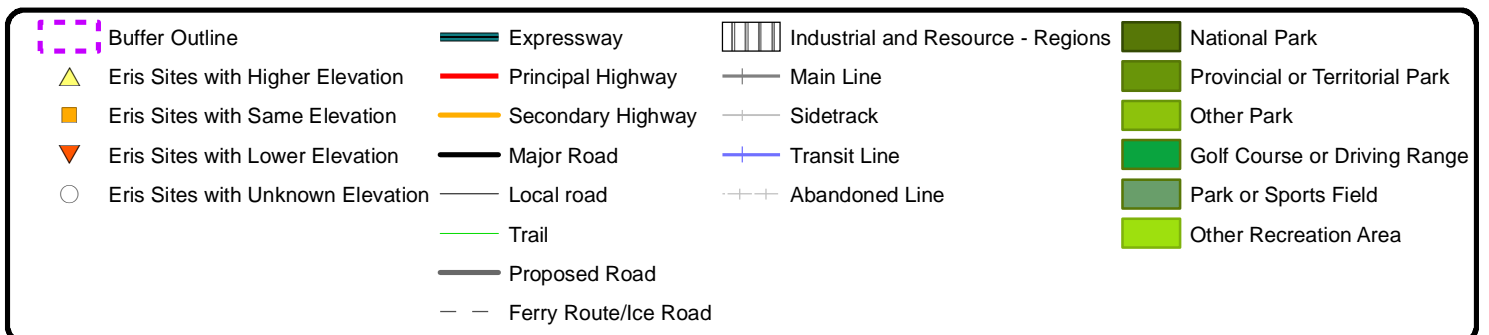 Buffer Outline
Eris Sites with Higher Elevation
Eris Sites with Same Elevation
Eris Sites with Lower Elevation
Eris Sites with Unknown Elevation
Expressway
Principal Highway
Secondary Highway
Major Road
Local road
Trail
Proposed Road
Ferry Route/Ice Road
Industrial and Resource - Regions
Main Line
Sidetrack
Transit Line
Abandoned Line
National Park
Provincial or Territorial Park
Other Park
Golf Course or Driving Range
Park or Sports Field
Other Recreation Area